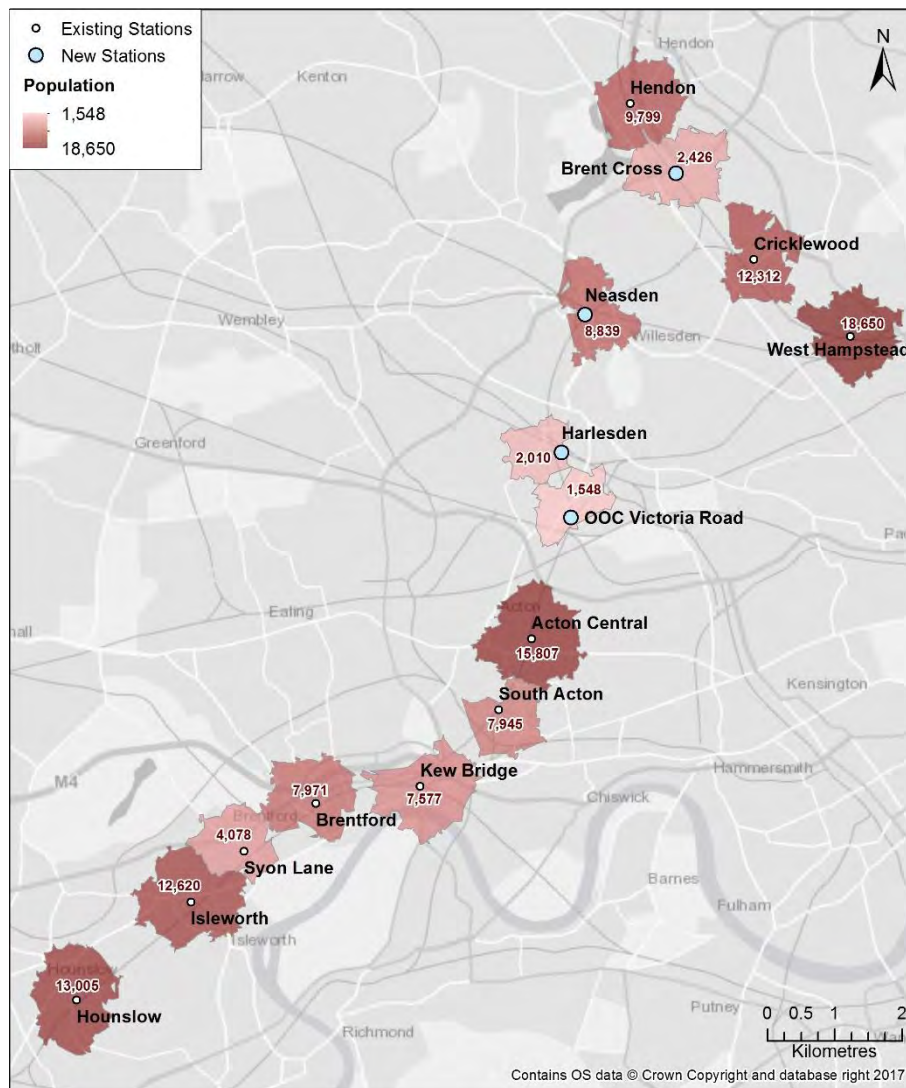 Existing Stations
New Stations
Population
1,548
18,650
N
Hendon
Harrow
Kenton
Hendon
9,799
2,426
Brent Cross
Cricklewood
12,312
Neasden
8,839
Willesden
Wembley
18,650
West Hampstead
tholt
Greenford
Harlesden
2,010
1,548
OOC Victoria Road
Ealing
Acton
Acton Central
15,807
South Acton
7,945
Kensington
Hammersmith
M4
Kew Bridge
7,577
Chiswick
7,971
Brentford
Brentford
4,078
Syon Lane
12,620
Isleworth
Isleworth
Barnes
Fulham
Hounslow
13,005
Hounslow
Putney
Richmond
0 0.5 1 2
Kilometres
Contains OS data © Crown Copyright and database right 2017